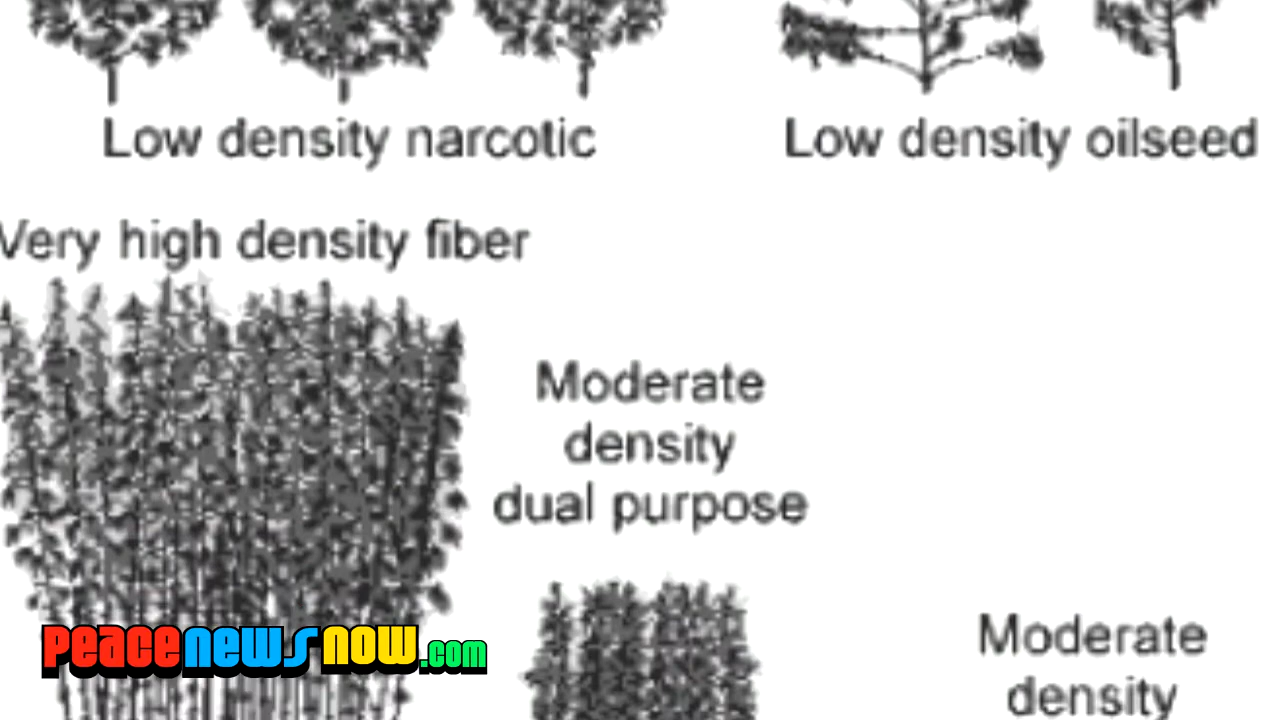 Low density narcotic
Low density oilseed
Very high density fiber
Moderate
density
dual purpose
Moderate
density
peacenewsnow.com